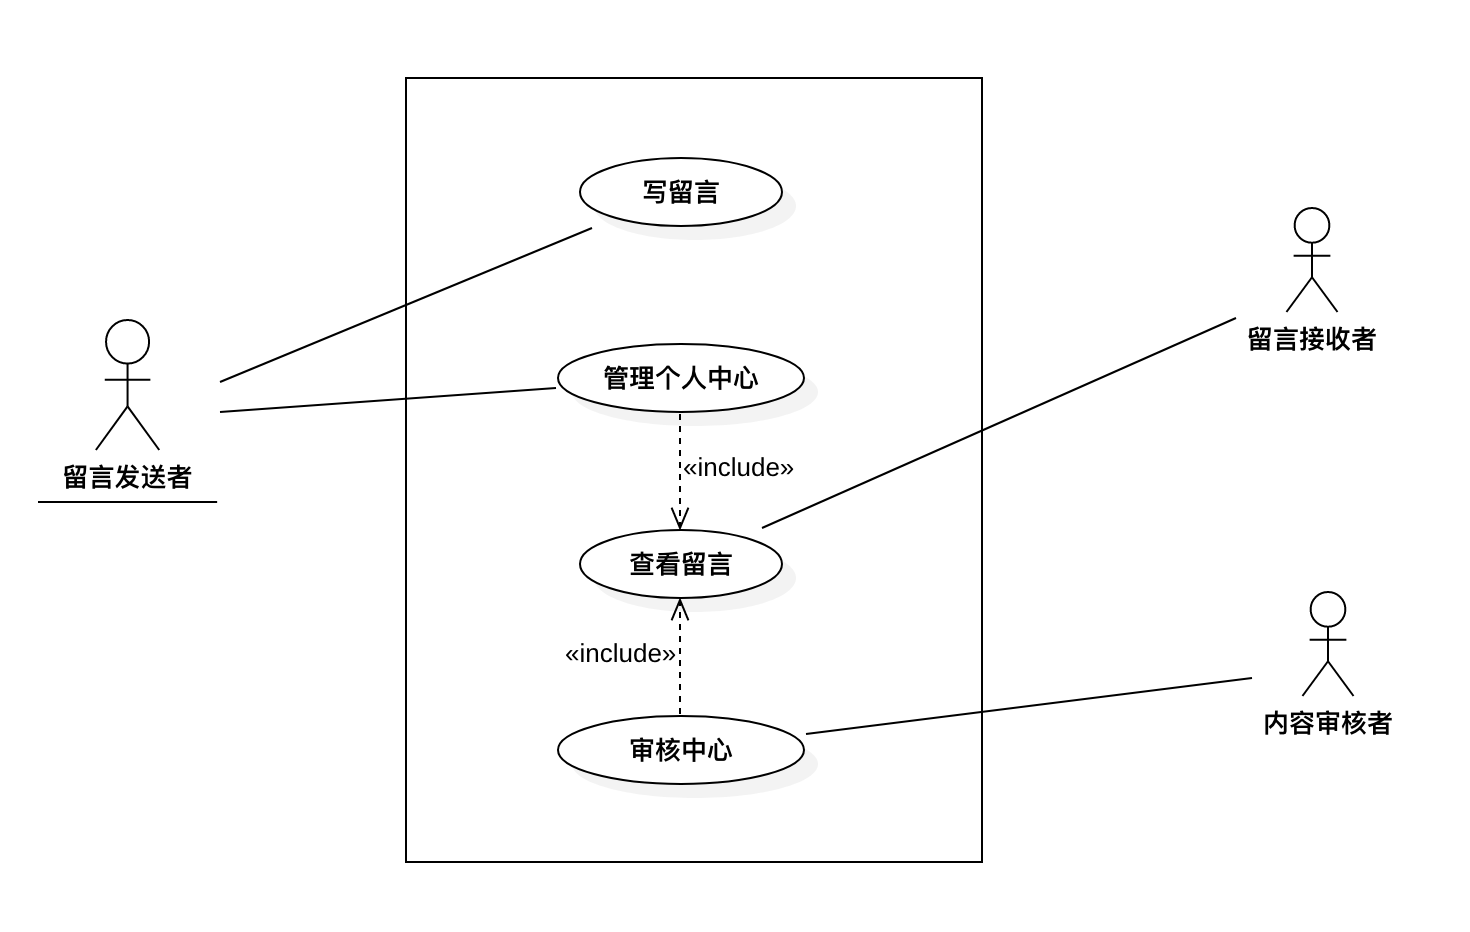 写留言
留言接收者
管理个人中心
留言发送者
«include»
查看留言
«include»
内容审核者
审核中心